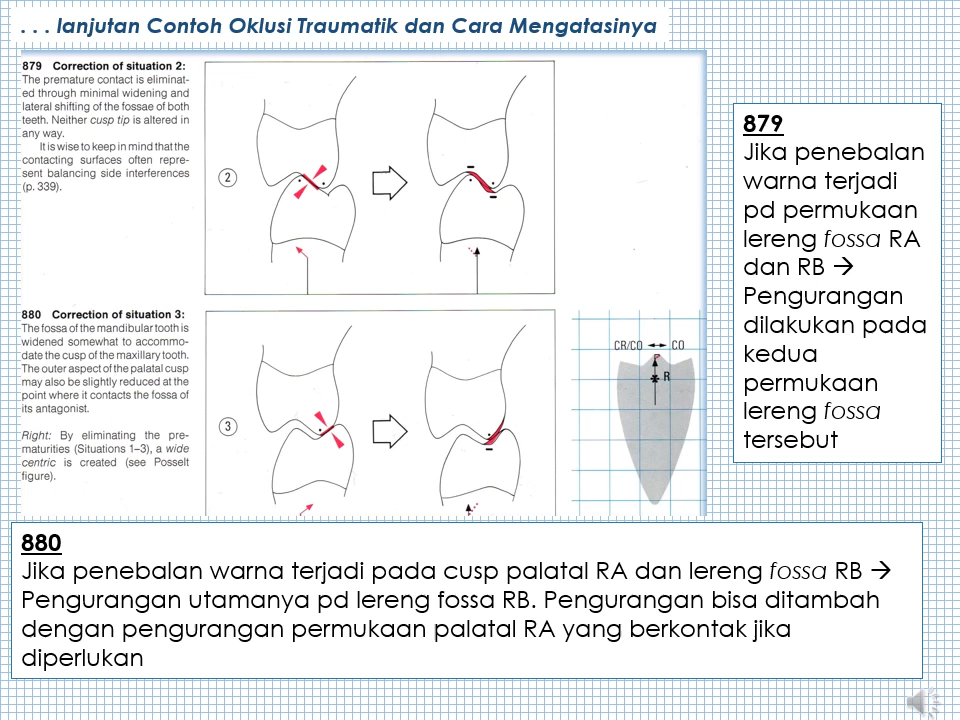 . . . lanjutan Contoh Oklusi Traumatik dan Cara Mengatasinya
879 Correction of situation 2:
The premature contact is eliminat-
ed through minimal widening and
lateral shifting of the fossae of both
teeth. Neither cusp tip is altered in
any way.
It is wise to keep in mind that the
contacting surfaces often repre-
sent balancing side interferences
(p. 339).
2
880 Correction of situation 3:
The fossa of the mandibular tooth is
widened somewhat to accommo-
date the cusp of the maxillary tooth.
The outer aspect of the palatal cusp
may also be slightly reduced at the
point where it contacts the fossa of
its antagonist.
Right: By eliminating the pre-
maturities (Situations 1–3), a wide
centric is created (see Posselt
figure).
3
CR/CO ◄–► CO
R
879
Jika penebalan
warna terjadi
pd permukaan
lereng fossa RA
dan RB →
Pengurangan
dilakukan pada
kedua
permukaan
lereng fossa
tersebut
880
Jika penebalan warna terjadi pada cusp palatal RA dan lereng fossa RB →
Pengurangan utamanya pd lereng fossa RB. Pengurangan bisa ditambah
dengan pengurangan permukaan palatal RA yang berkontak jika
diperlukan